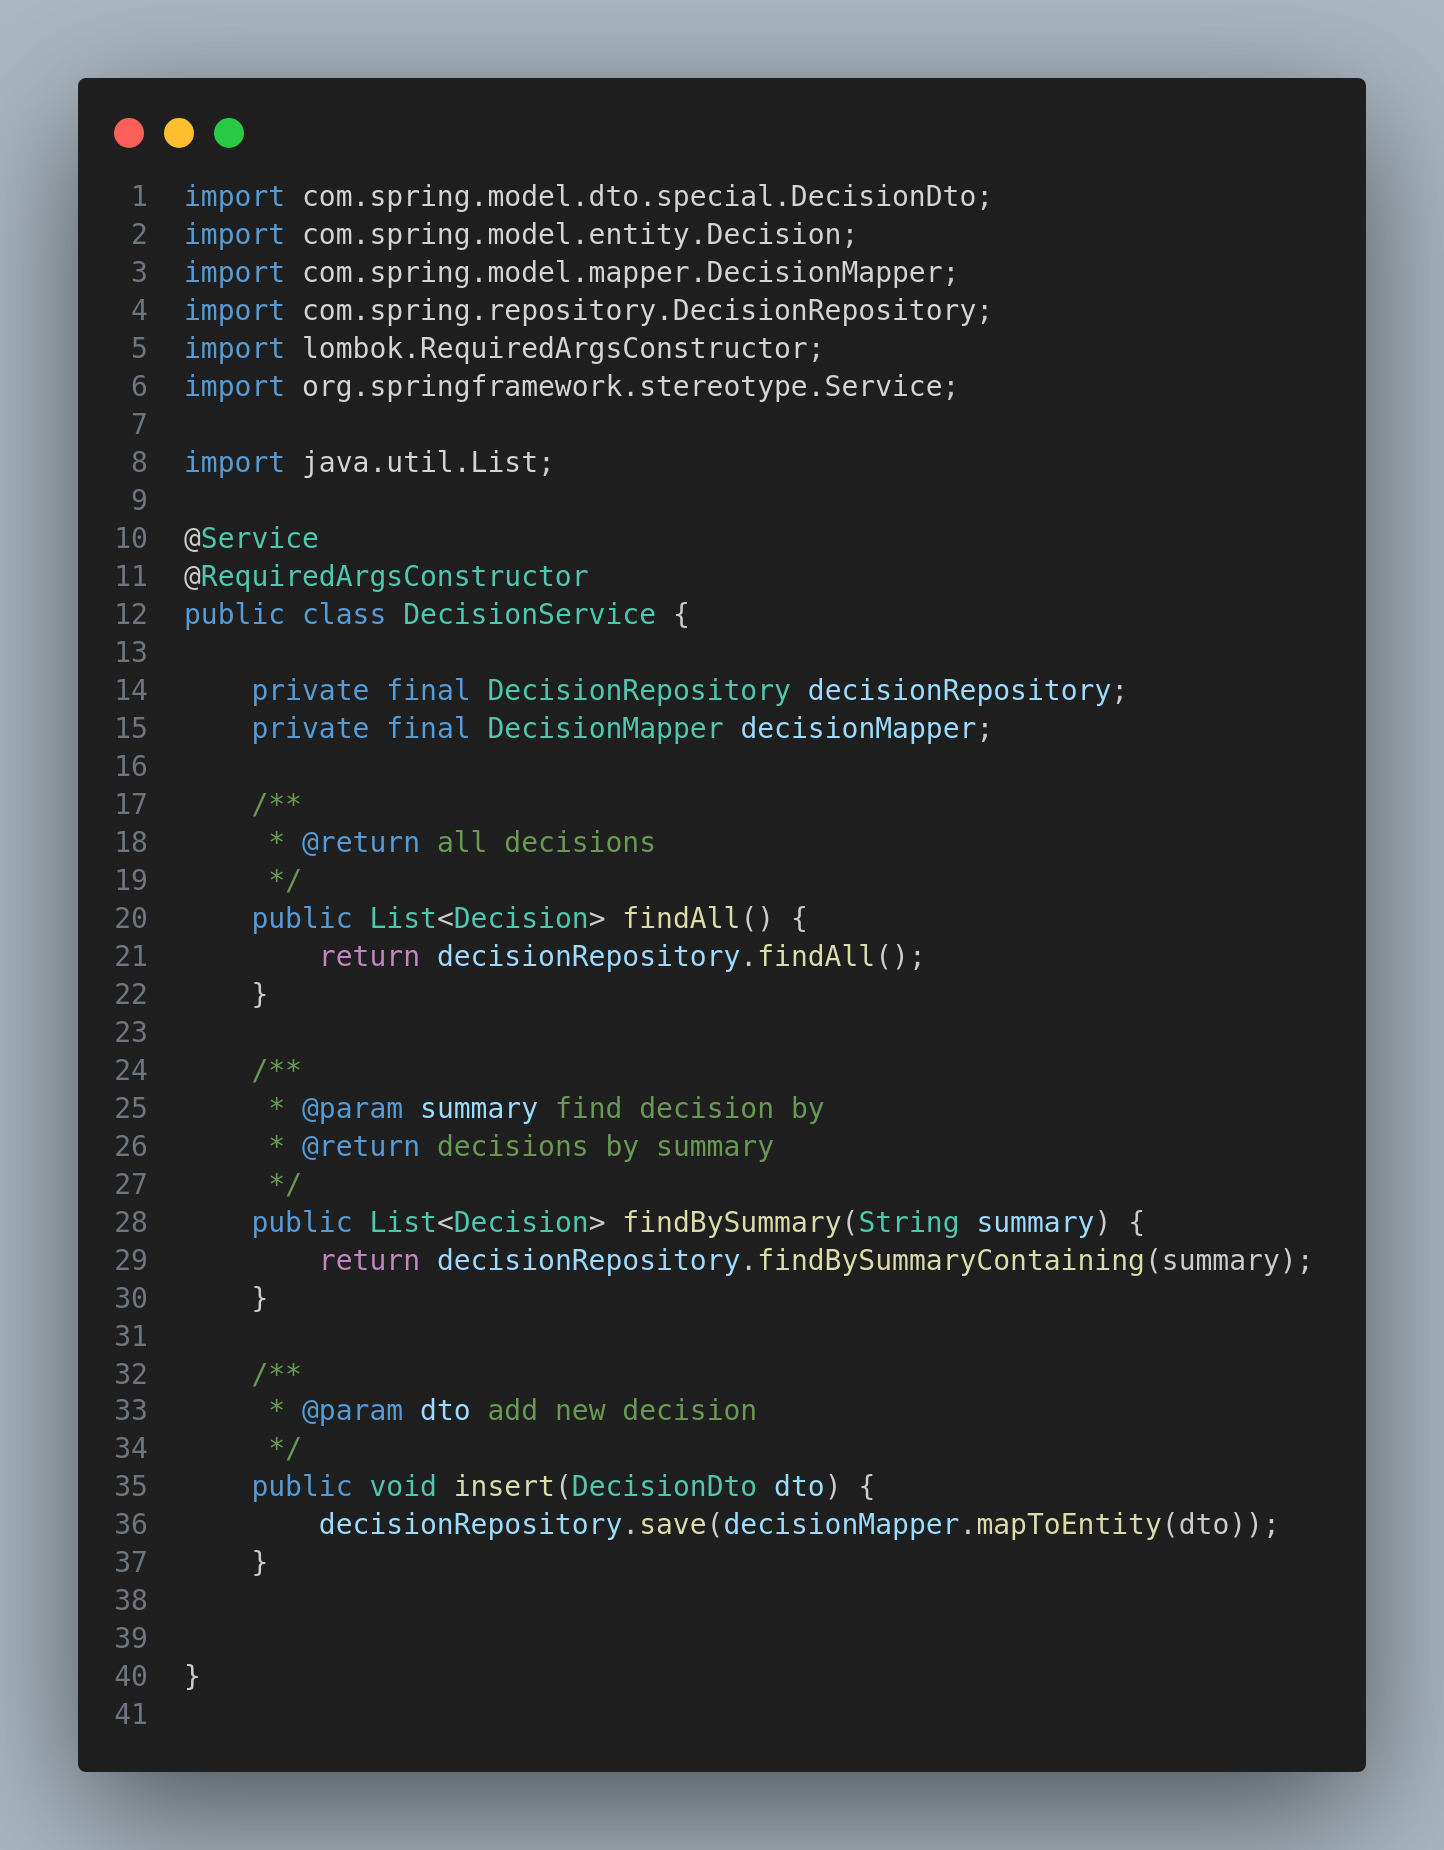 1 import com.spring.model.dto.special.DecisionDto;
2 import com.spring.model.entity.Decision;
3 import com.spring.model.mapper.DecisionMapper;
4 import com.spring.repository.DecisionRepository;
5 import lombok.RequiredArgsConstructor;
6 import org.springframework.stereotype.Service;
7
8 import java.util.List;
9
10 @Service
11 @RequiredArgsConstructor
12 public class DecisionService {
13
14     private final DecisionRepository decisionRepository;
15     private final DecisionMapper decisionMapper;
16
17     /**
18      * @return all decisions
19      */
20     public List<Decision> findAll() {
21         return decisionRepository.findAll();
22     }
23
24     /**
25      * @param summary find decision by
26      * @return decisions by summary
27      */
28     public List<Decision> findBySummary(String summary) {
29         return decisionRepository.findBySummaryContaining(summary);
30     }
31
32     /**
33      * @param dto add new decision
34      */
35     public void insert(DecisionDto dto) {
36         decisionRepository.save(decisionMapper.mapToEntity(dto));
37     }
38
39
40 }
41